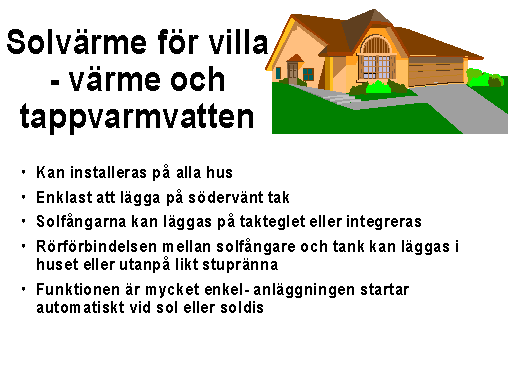 Solvärme för villa
- värme och
tappvarmvatten
• Kan installeras på alla hus
• Enklast att lägga på södervänt tak
• Solfångarna kan läggas på takteglet eller integreras
• Rörförbindelsen mellan solfångare och tank kan läggas i
huset eller utanpå likt stupränna
• Funktionen är mycket enkel- anläggningen startar
automatiskt vid sol eller soldis